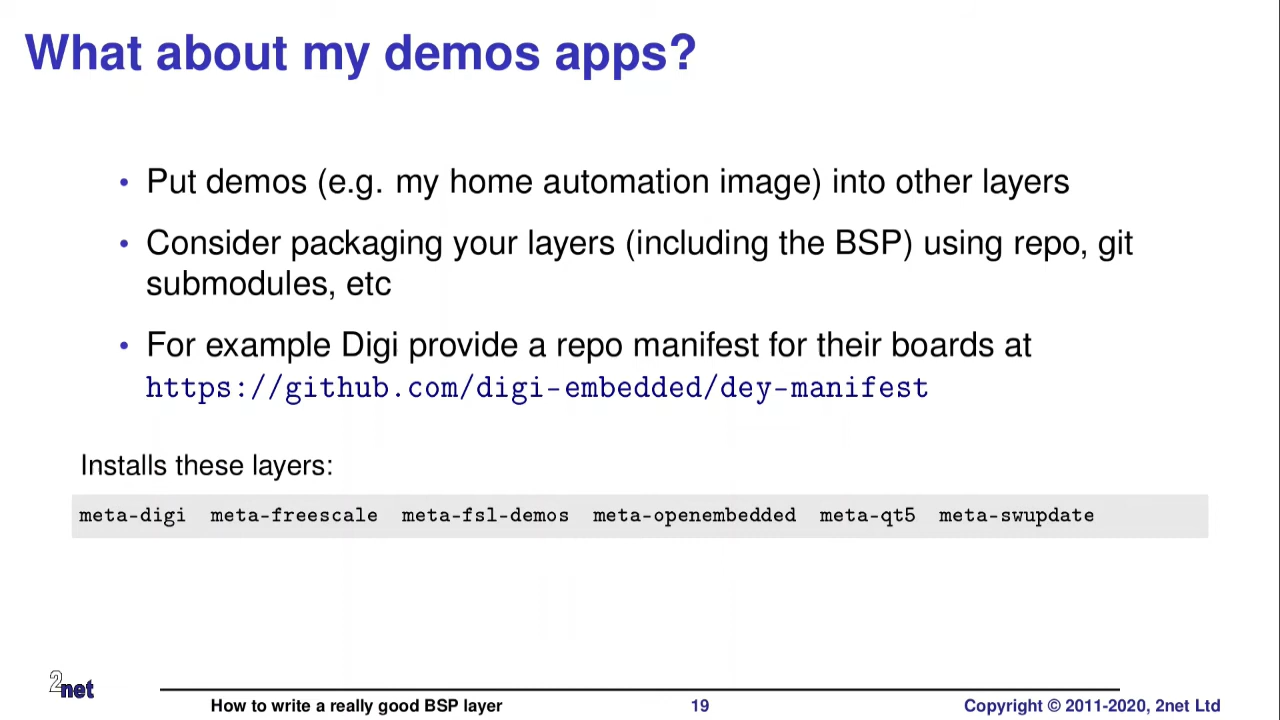 What about my demos apps?
• Put demos (e.g. my home automation image) into other layers
• Consider packaging your layers (including the BSP) using repo, git
submodules, etc
• For example Digi provide a repo manifest for their boards at
https://github.com/digi-embedded/dey-manifest
Installs these layers:
meta-digi meta-freescale meta-fsl-demos meta-openembedded meta-qt5 meta-swupdate
2net
How to write a really good BSP layer 19 Copyright © 2011-2020, 2net Ltd